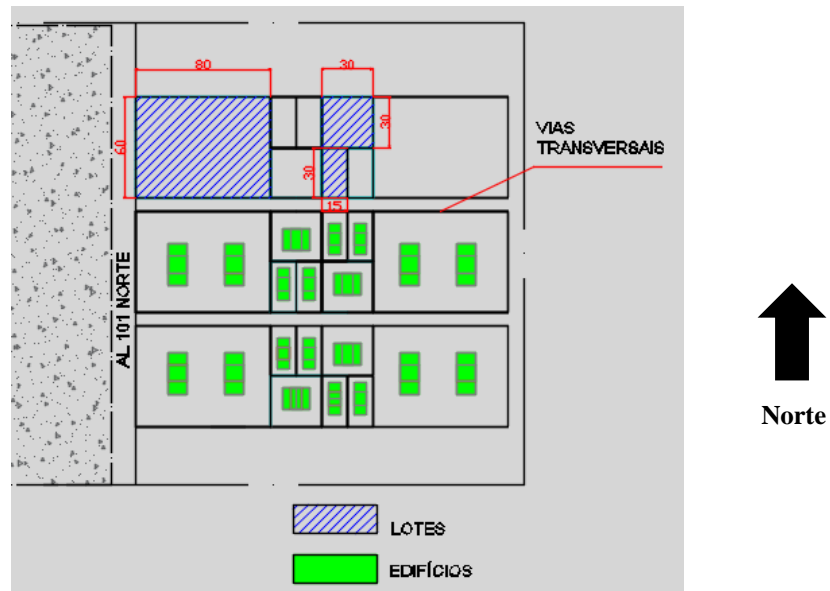 80
30
60
30
30
15
VIAS
TRANSVERSAIS
AL 101 NORTE
Norte
LOTES
EDIFÍCIOS